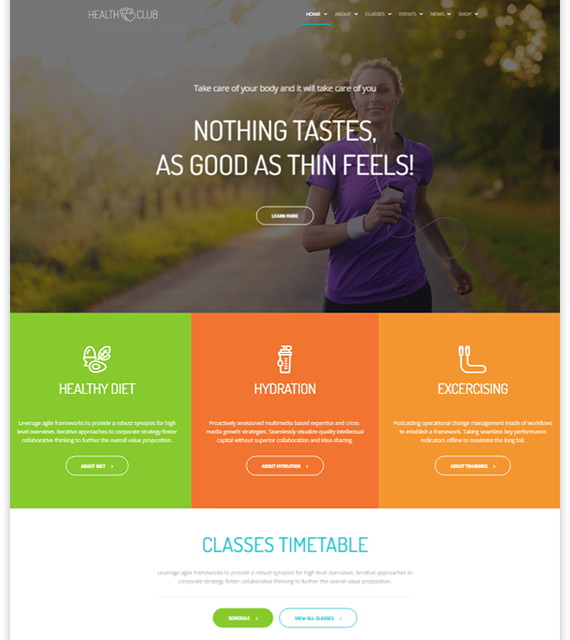 HEALTH CLUB
HOME ABOUT CLASSES EVENTS NEWS SHOP
Take care of your body and it will take care of you
NOTHING TASTES,
AS GOOD AS THIN FEELS!
LEARN MORE
HEALTHY DIET
Leverage agile frameworks to provide a robust synopsis for high
level overviews. Iterative approaches to corporate strategy foster
collaborative thinking to further the overall value proposition.
ABOUT DIET
HYDRATION
Proactively envisioned multimedia based expertise and cross-
media growth strategies. Seamlessly visualize quality intellectual
capital without superior collaboration and idea-sharing.
ABOUT HYDRATION
EXCERCISING
Podcasting operational change management inside of workflows
to establish a framework. Taking seamless key performance
indicators offline to maximise the long tail.
ABOUT TRAININGS
CLASSES TIMETABLE
Leverage agile frameworks to provide a robust synopsis for high level overviews. Iterative approaches to
corporate strategy foster collaborative thinking to further the overall value proposition.
SCHEDULE
VIEW ALL CLASSES